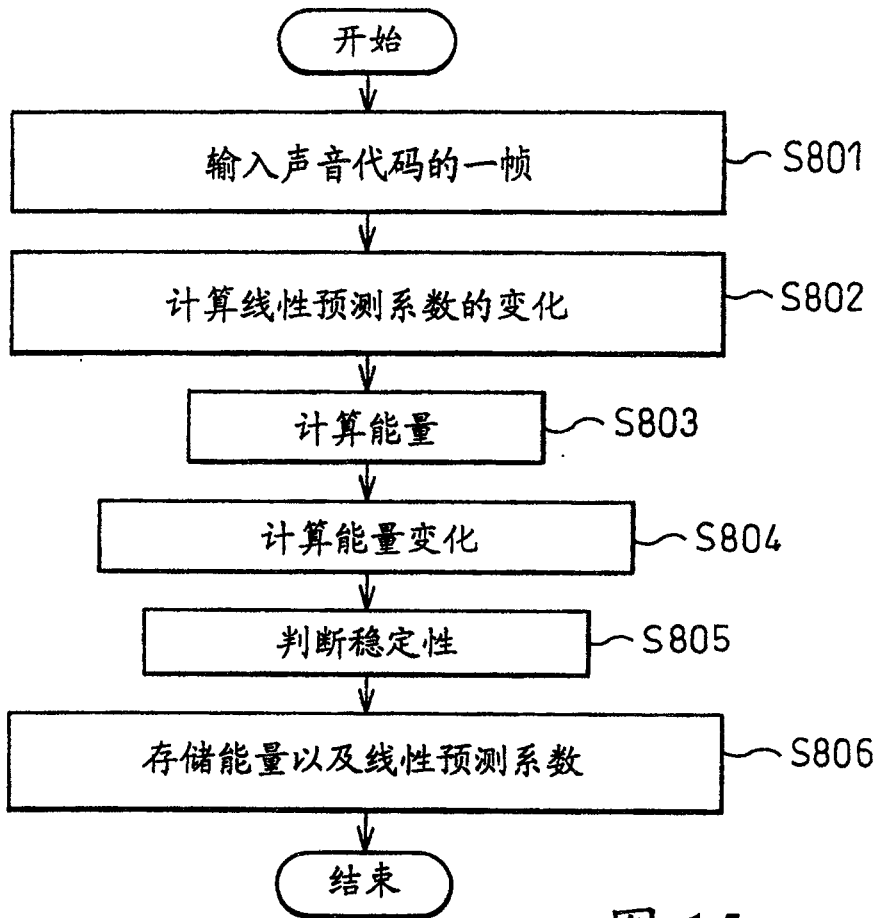 开始
输入声音代码的一帧 S801
计算线性预测系数的变化 S802
计算能量 S803
计算能量变化 S804
判断稳定性 S805
存储能量以及线性预测系数 S806
结束